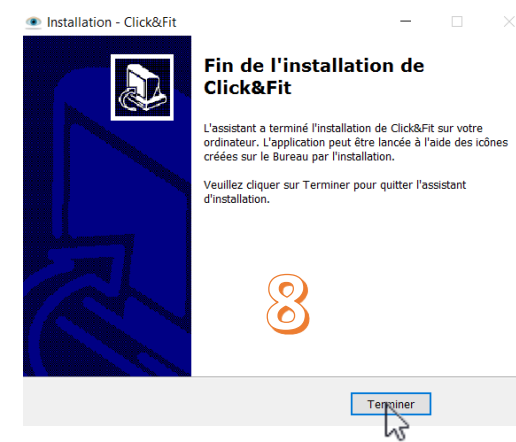 Installation - Click&Fit
Fin de l'installation de
Click&Fit
L'assistant a terminé l'installation de Click&Fit sur votre
ordinateur. L'application peut être lancée à l'aide des icônes
créées sur le Bureau par l'installation.
Veuillez cliquer sur Terminer pour quitter l'assistant
d'installation.
8
Terminer